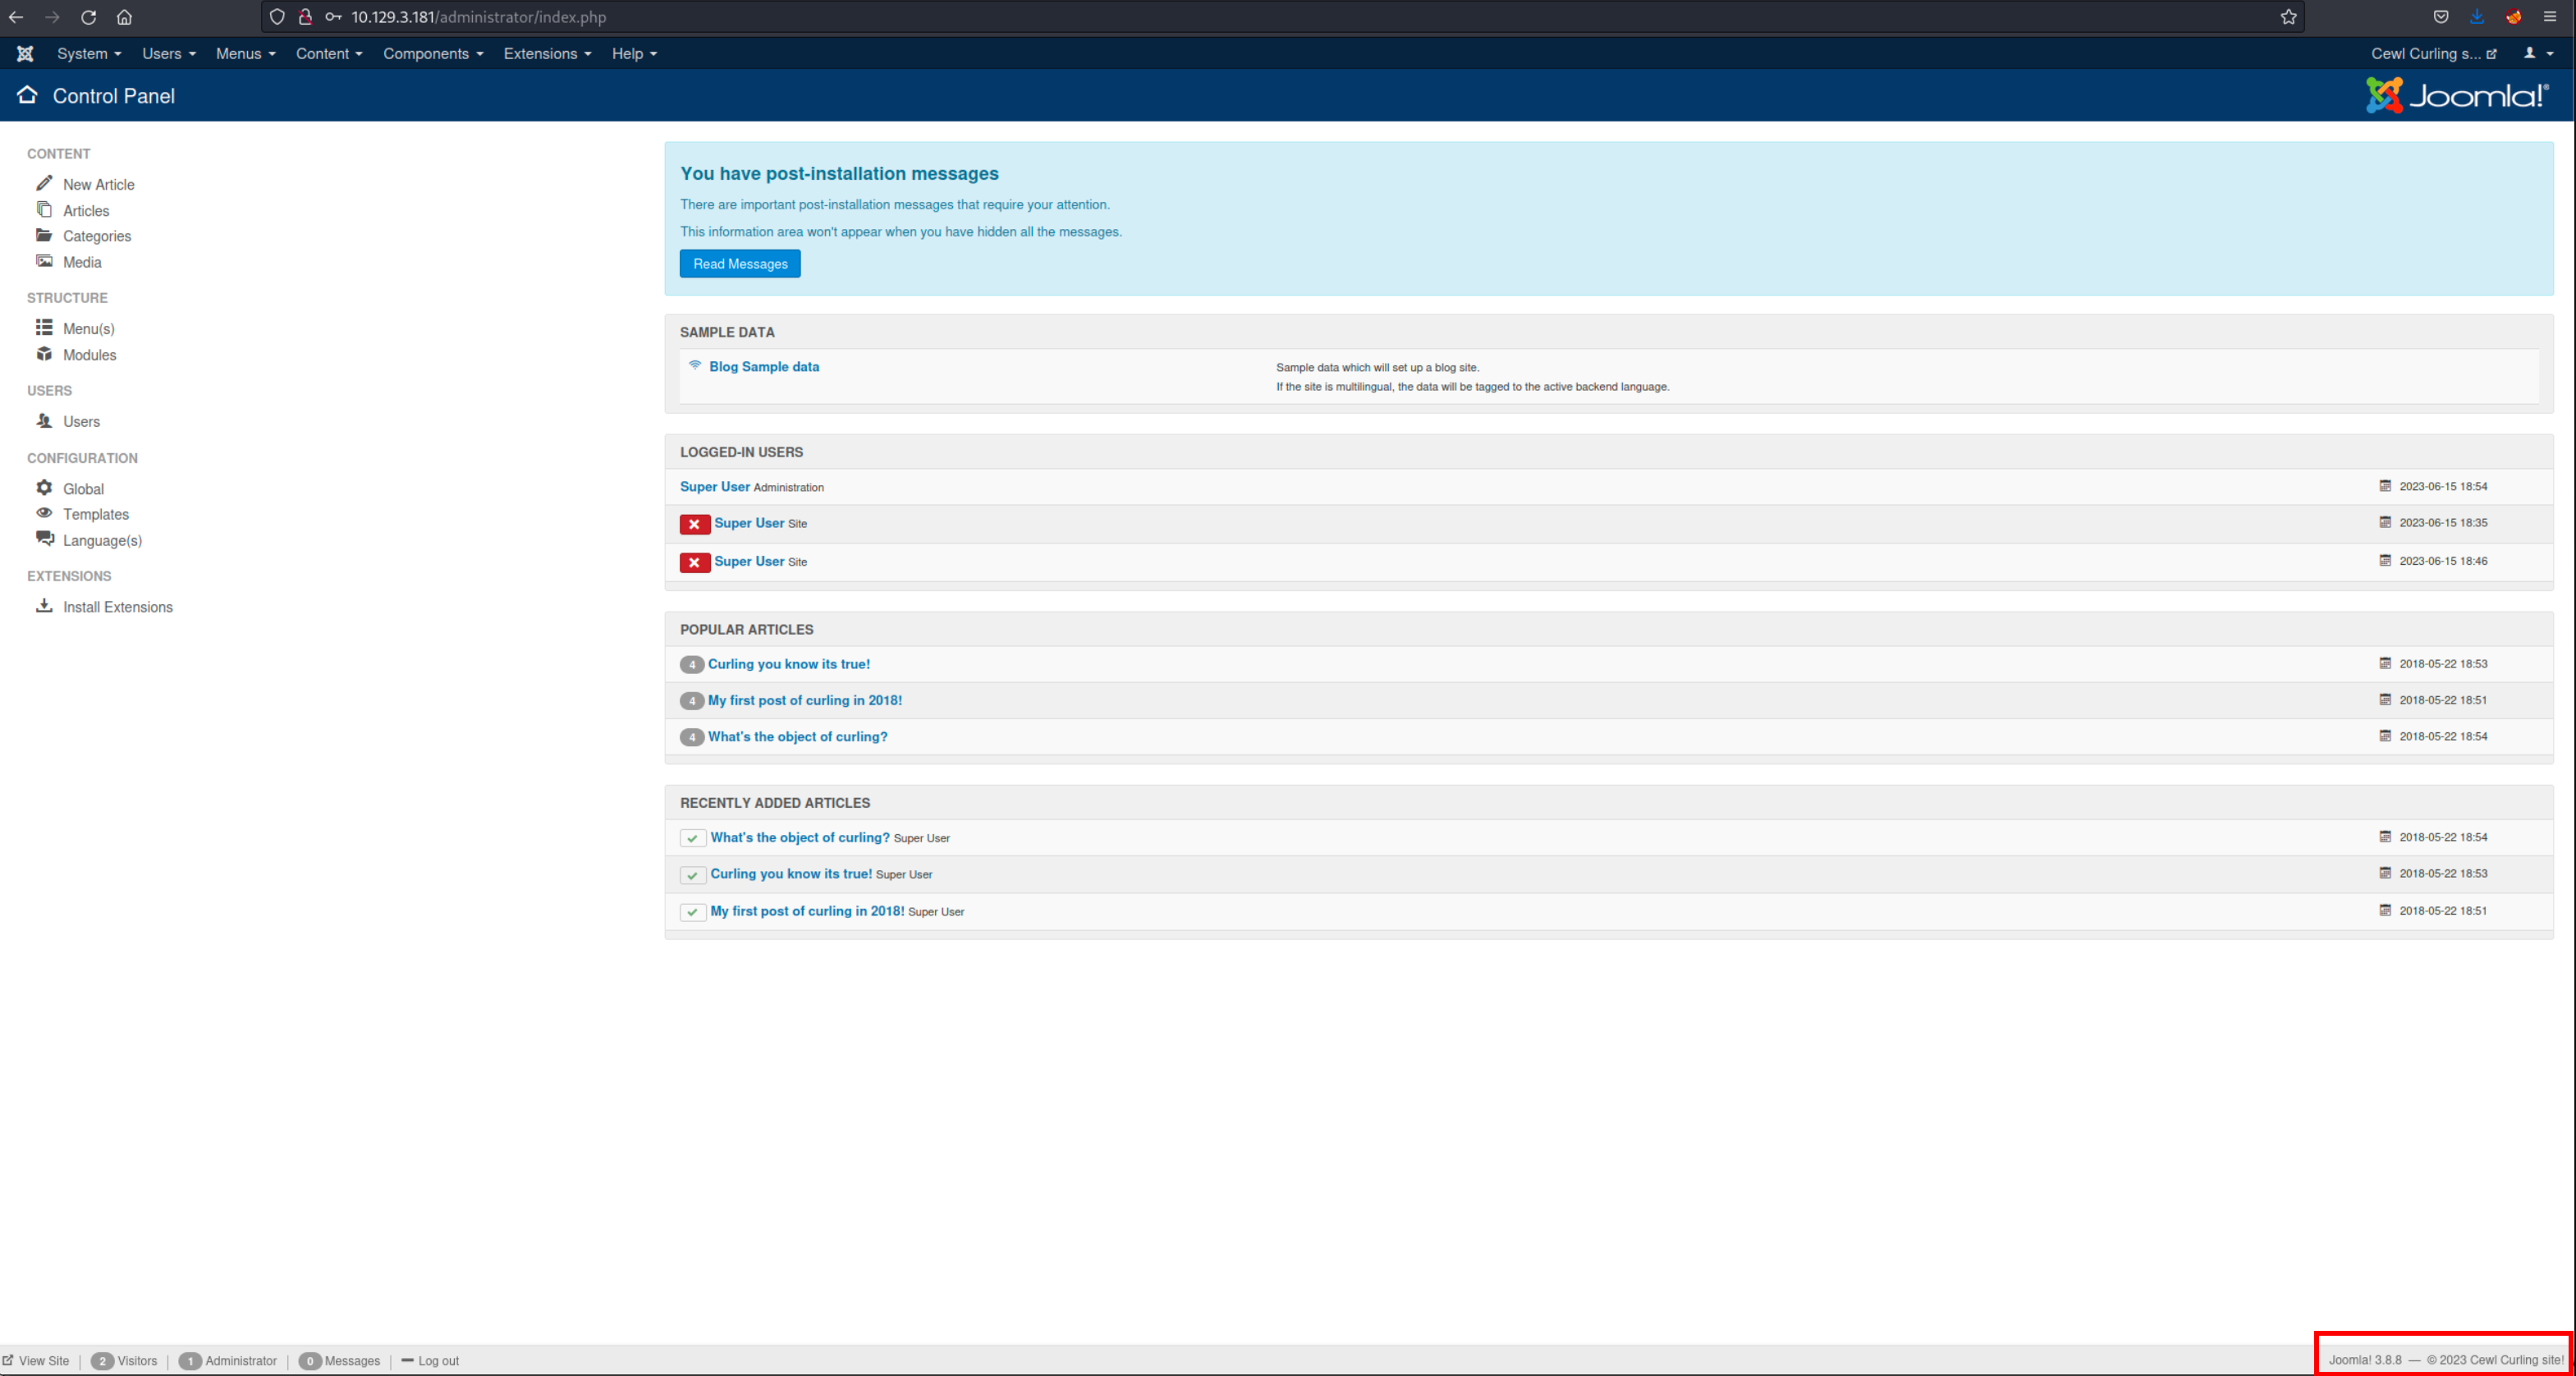 10.129.3.181/administrator/index.php
System Users Menus Content Components Extensions Help Cewl Curling s...
Control Panel
Joomla!®
CONTENT
New Article
Articles
Categories
Media
STRUCTURE
Menu(s)
Modules
USERS
Users
CONFIGURATION
Global
Templates
Language(s)
EXTENSIONS
Install Extensions
You have post-installation messages
There are important post-installation messages that require your attention.
This information area won't appear when you have hidden all the messages.
Read Messages
SAMPLE DATA
Blog Sample data
Sample data which will set up a blog site.
If the site is multilingual, the data will be tagged to the active backend language.
LOGGED-IN USERS
Super User Administration 2023-06-15 18:54
Super User Site 2023-06-15 18:35
Super User Site 2023-06-15 18:46
POPULAR ARTICLES
4 Curling you know its true! 2018-05-22 18:53
4 My first post of curling in 2018! 2018-05-22 18:51
4 What's the object of curling? 2018-05-22 18:54
RECENTLY ADDED ARTICLES
What's the object of curling? Super User 2018-05-22 18:54
Curling you know its true! Super User 2018-05-22 18:53
My first post of curling in 2018! Super User 2018-05-22 18:51
View Site | 2 Visitors | 1 Administrator | 0 Messages | Log out
Joomla! 3.8.8 — © 2023 Cewl Curling site!